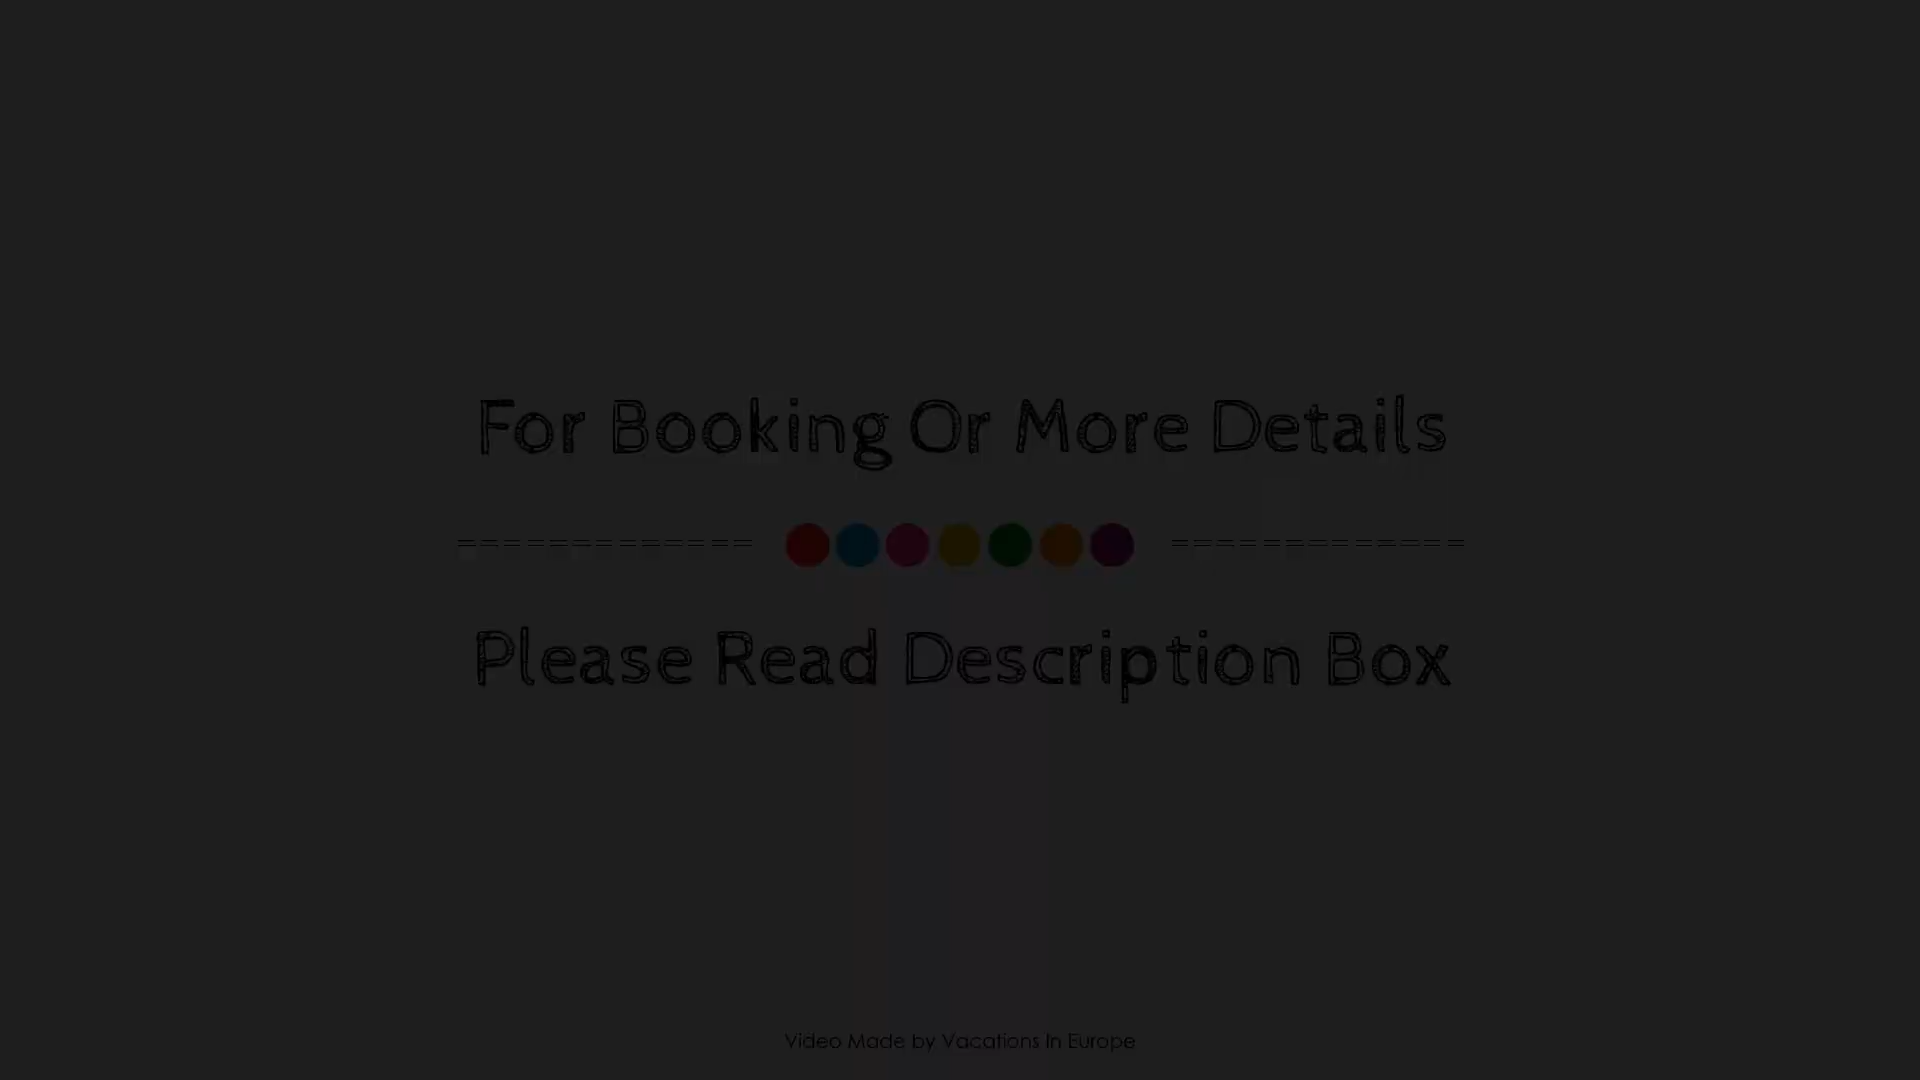 For Booking Or More Details
============= =============
Please Read Description Box
Video Made by Vacations In Europe